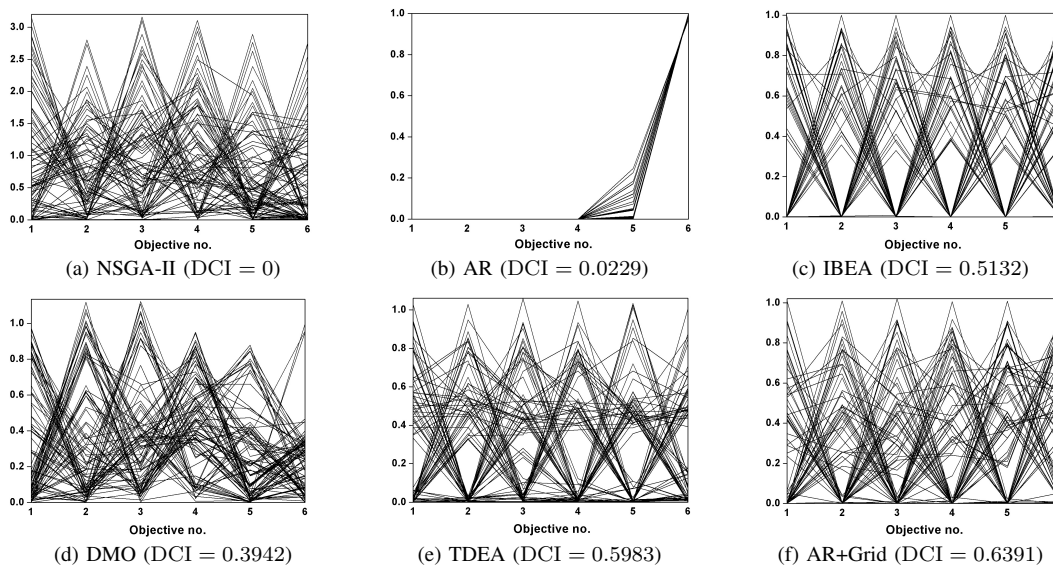 3.0
2.5
2.0
1.5
1.0
0.5
0.0
1 2 3 4 5 6
Objective no.
(a) NSGA-II (DCI = 0)
1.0
0.8
0.6
0.4
0.2
0.0
1 2 3 4 5 6
Objective no.
(b) AR (DCI = 0.0229)
1.0
0.8
0.6
0.4
0.2
0.0
1 2 3 4 5
Objective no.
(c) IBEA (DCI = 0.5132)
1.0
0.8
0.6
0.4
0.2
0.0
1 2 3 4 5 6
Objective no.
(d) DMO (DCI = 0.3942)
1.0
0.8
0.6
0.4
0.2
0.0
1 2 3 4 5 6
Objective no.
(e) TDEA (DCI = 0.5983)
1.0
0.8
0.6
0.4
0.2
0.0
1 2 3 4 5
Objective no.
(f) AR+Grid (DCI = 0.6391)